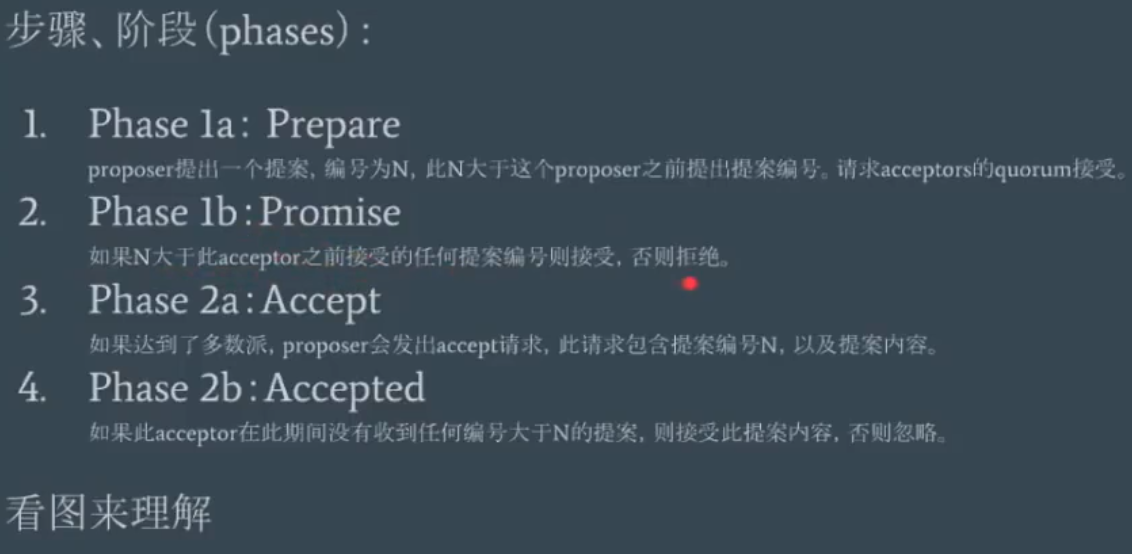 步骤、阶段(phases):
1. Phase 1a: Prepare
proposer提出一个提案, 编号为N, 此N大于这个proposer之前提出提案编号。请求acceptors的quorum接受。
2. Phase 1b:Promise
如果N大于此acceptor之前接受的任何提案编号则接受, 否则拒绝。
3. Phase 2a:Accept
如果达到了多数派, proposer会发出accept请求, 此请求包含提案编号N, 以及提案内容。
4. Phase 2b:Accepted
如果此acceptor在此期间没有收到任何编号大于N的提案, 则接受此提案内容, 否则忽略。
看图来理解